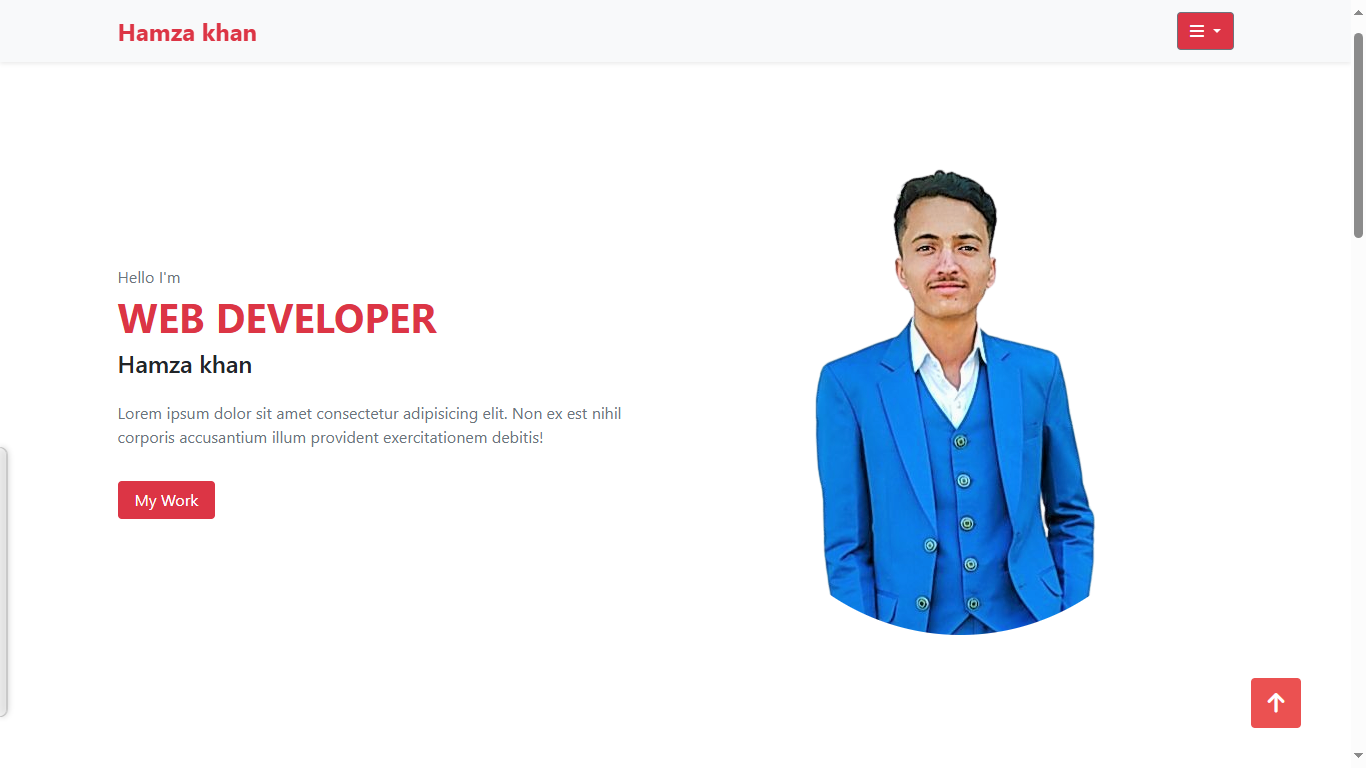 Hamza khan
Hello I'm
WEB DEVELOPER
Hamza khan
Lorem ipsum dolor sit amet consectetur adipisicing elit. Non ex est nihil
corporis accusantium illum provident exercitationem debitis!
My Work